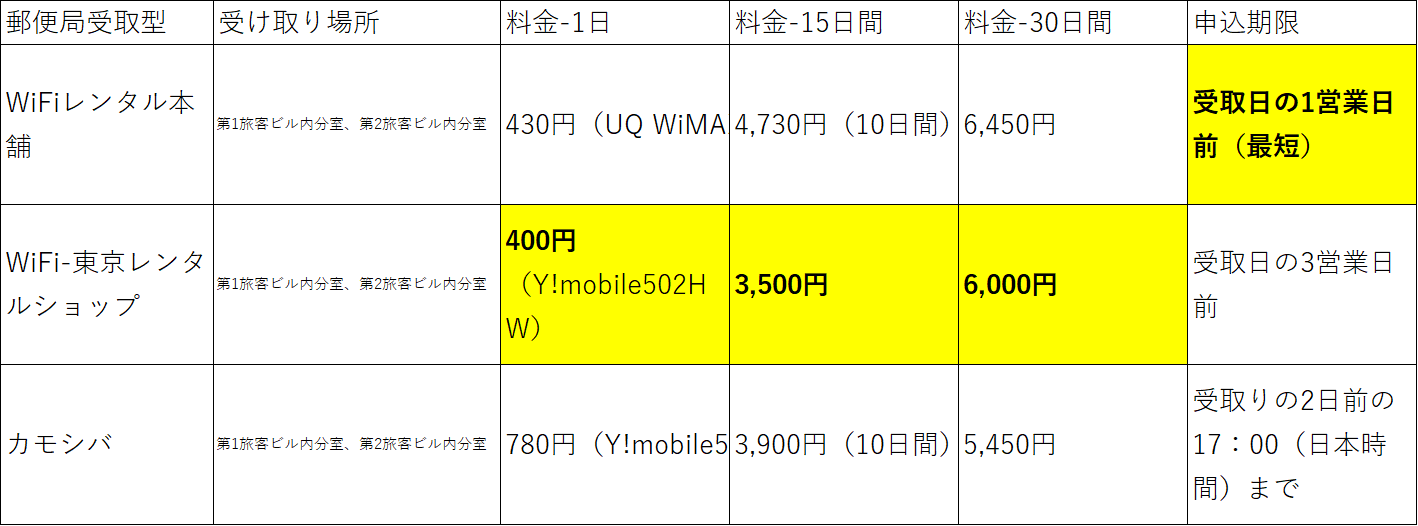 郵便局受取型 受け取り場所 料金-1日 料金-15日間 料金-30日間 申込期限
WiFiレンタル本
舗
第1旅客ビル内分室、第2旅客ビル内分室
430円（UQ WiMA
4,730円（10日間）
6,450円
受取日の1営業日
前（最短）
WiFi-東京レンタ
ルショップ
第1旅客ビル内分室、第2旅客ビル内分室
400円
（Y!mobile502H
W）
3,500円
6,000円
受取日の3営業日
前
カモシバ
第1旅客ビル内分室、第2旅客ビル内分室
780円（Y!mobile5
3,900円（10日間）
5,450円
受取りの2日前の
17：00（日本時
間）まで